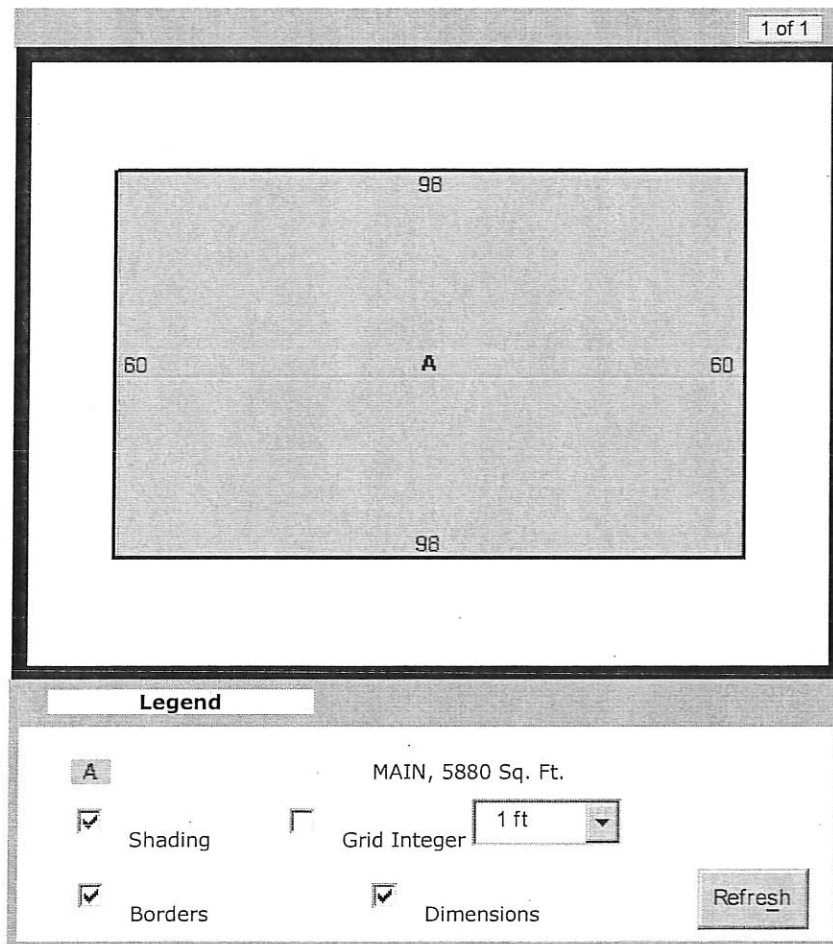 1 of 1
98
60 A 60
98
Legend
A MAIN, 5880 Sq. Ft.
Shading Grid Integer 1 ft
Borders Dimensions Refresh